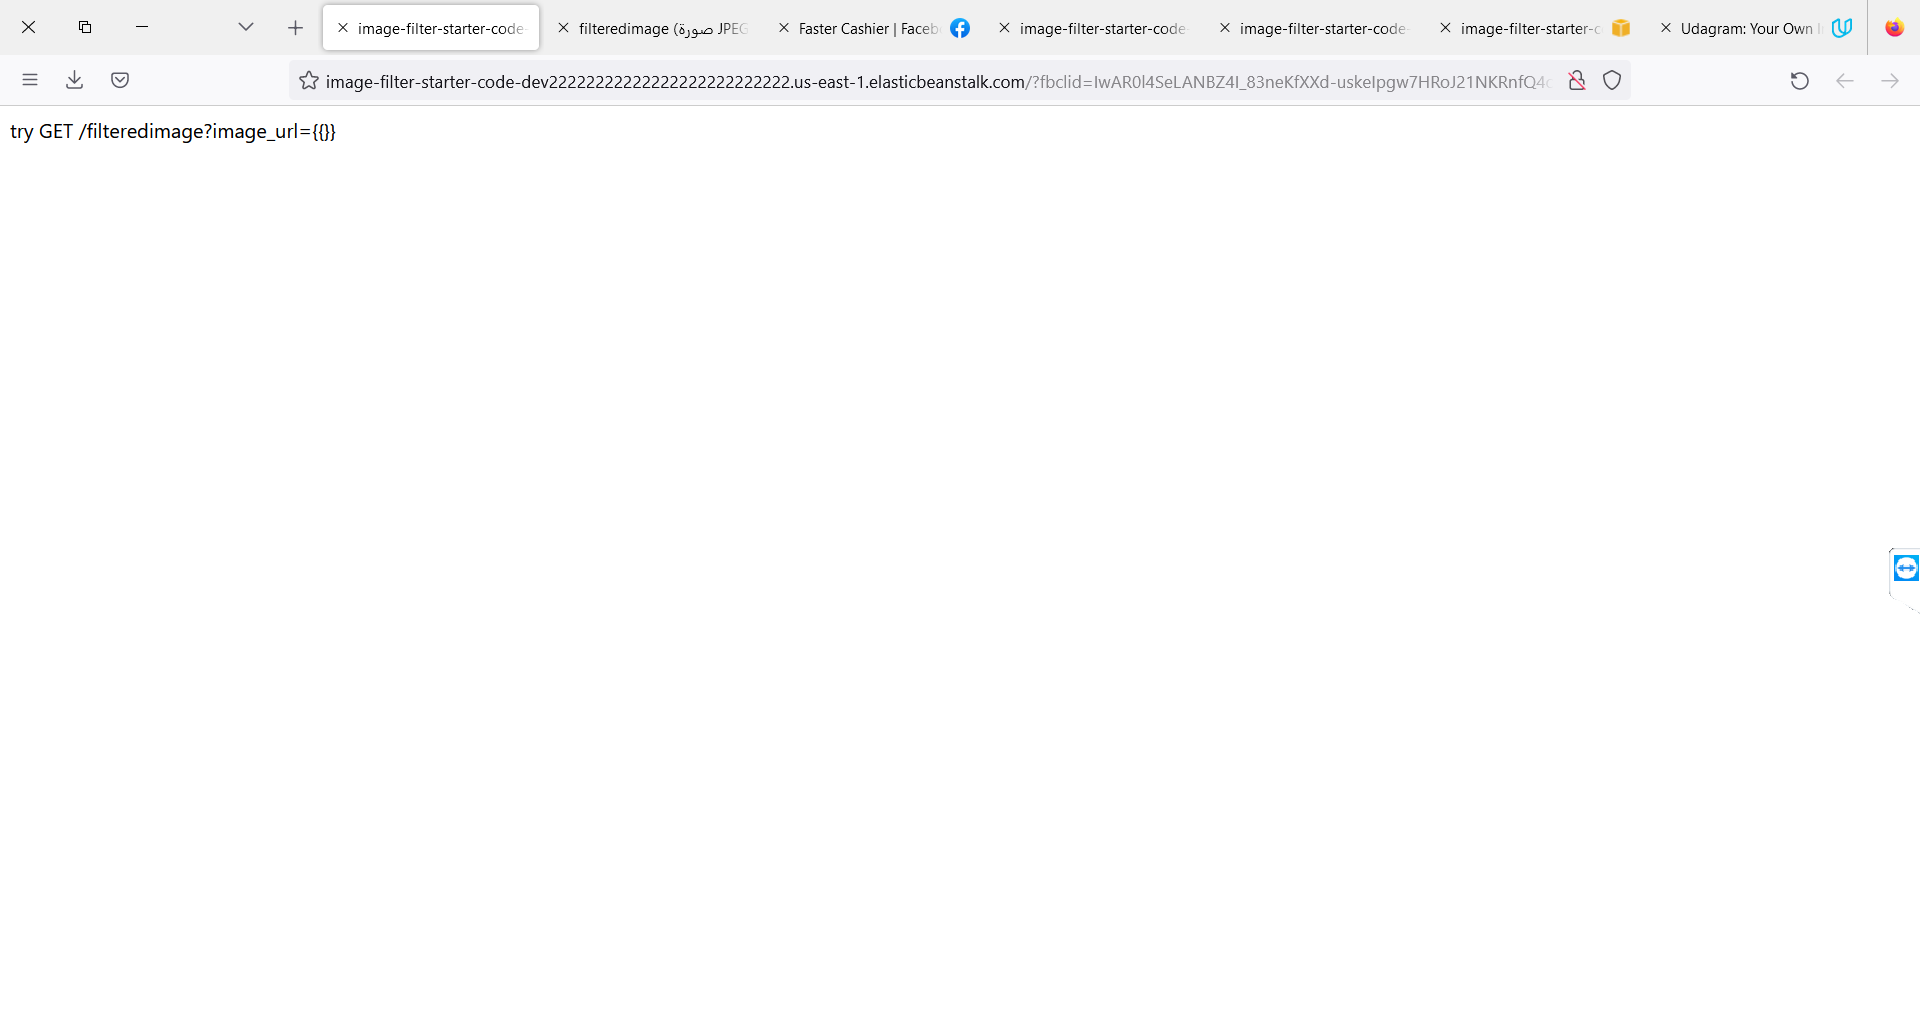 image-filter-starter-code-
filteredimage (صورة JPEG
Faster Cashier | Faceb
image-filter-starter-code
image-filter-starter-code-
image-filter-starter-c
Udagram: Your Own I
image-filter-starter-code-dev2222222222222222222222222.us-east-1.elasticbeanstalk.com/?fbclid=IwAR0l4SeLANBZ4I_83neKfXXd-uskeIpgw7HRoJ21NKRnfQ4c
try GET /filteredimage?image_url={{}}